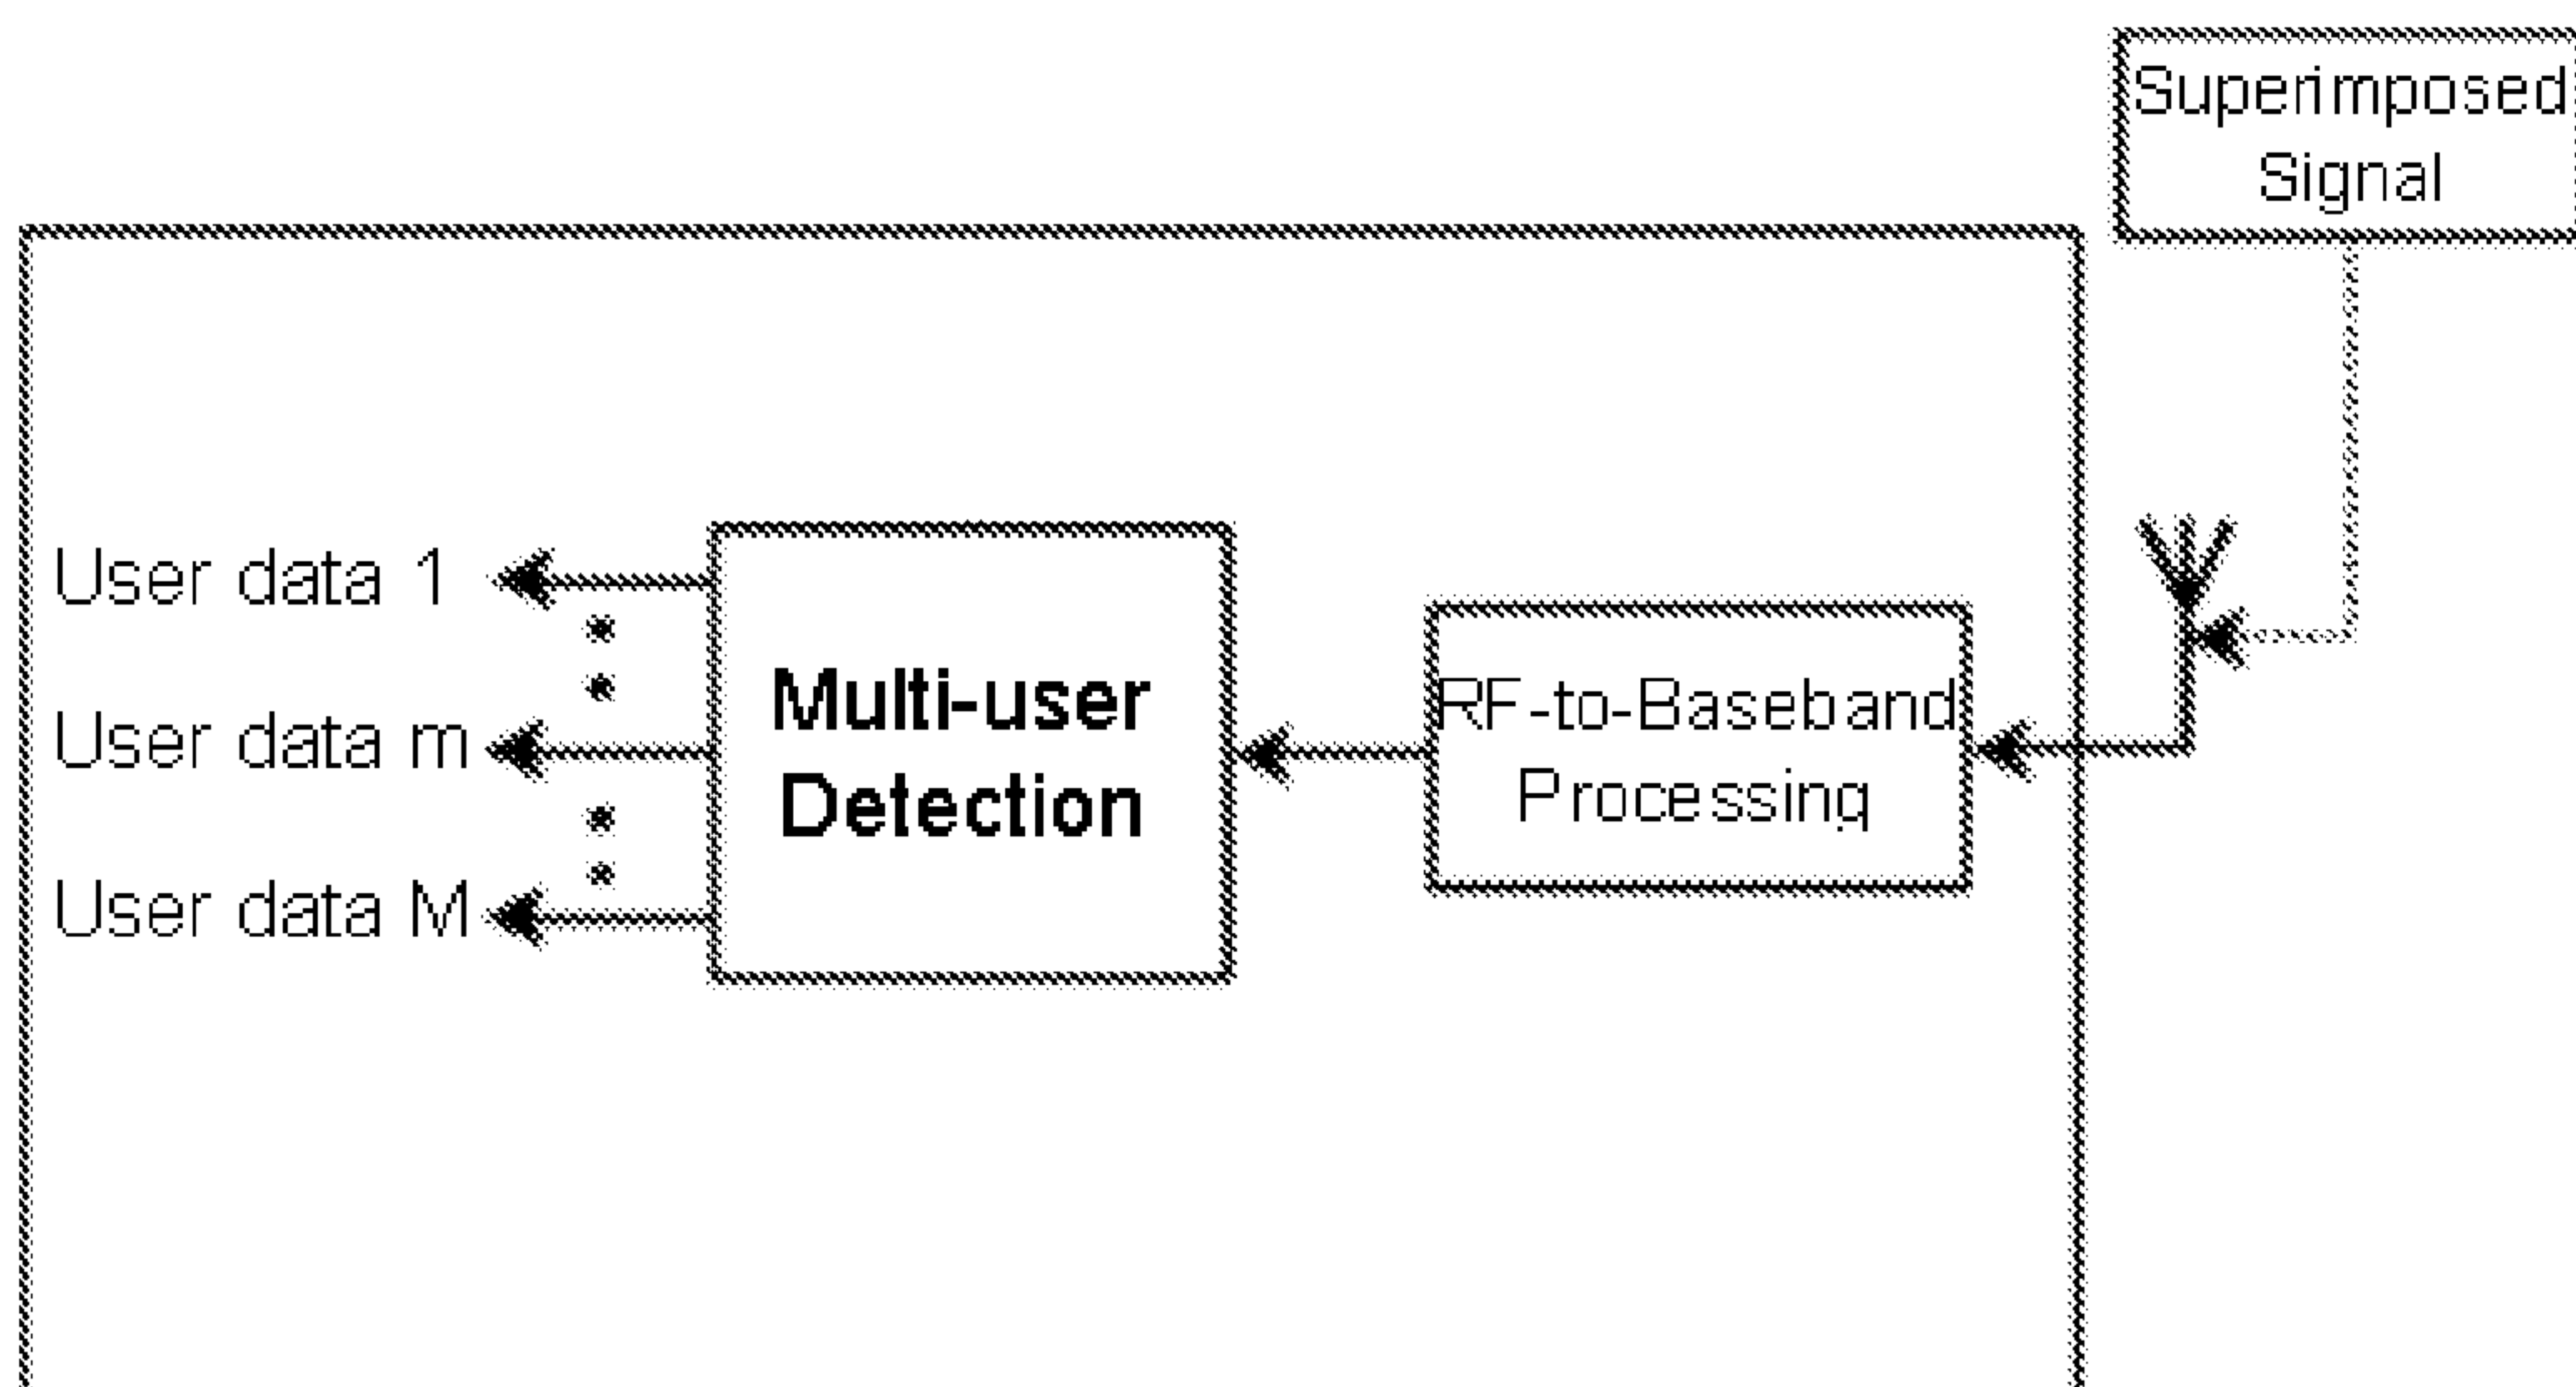 Superimposed
Signal
User data 1
User data m
User data M
Multi-user
Detection
RF-to-Baseband
Processing